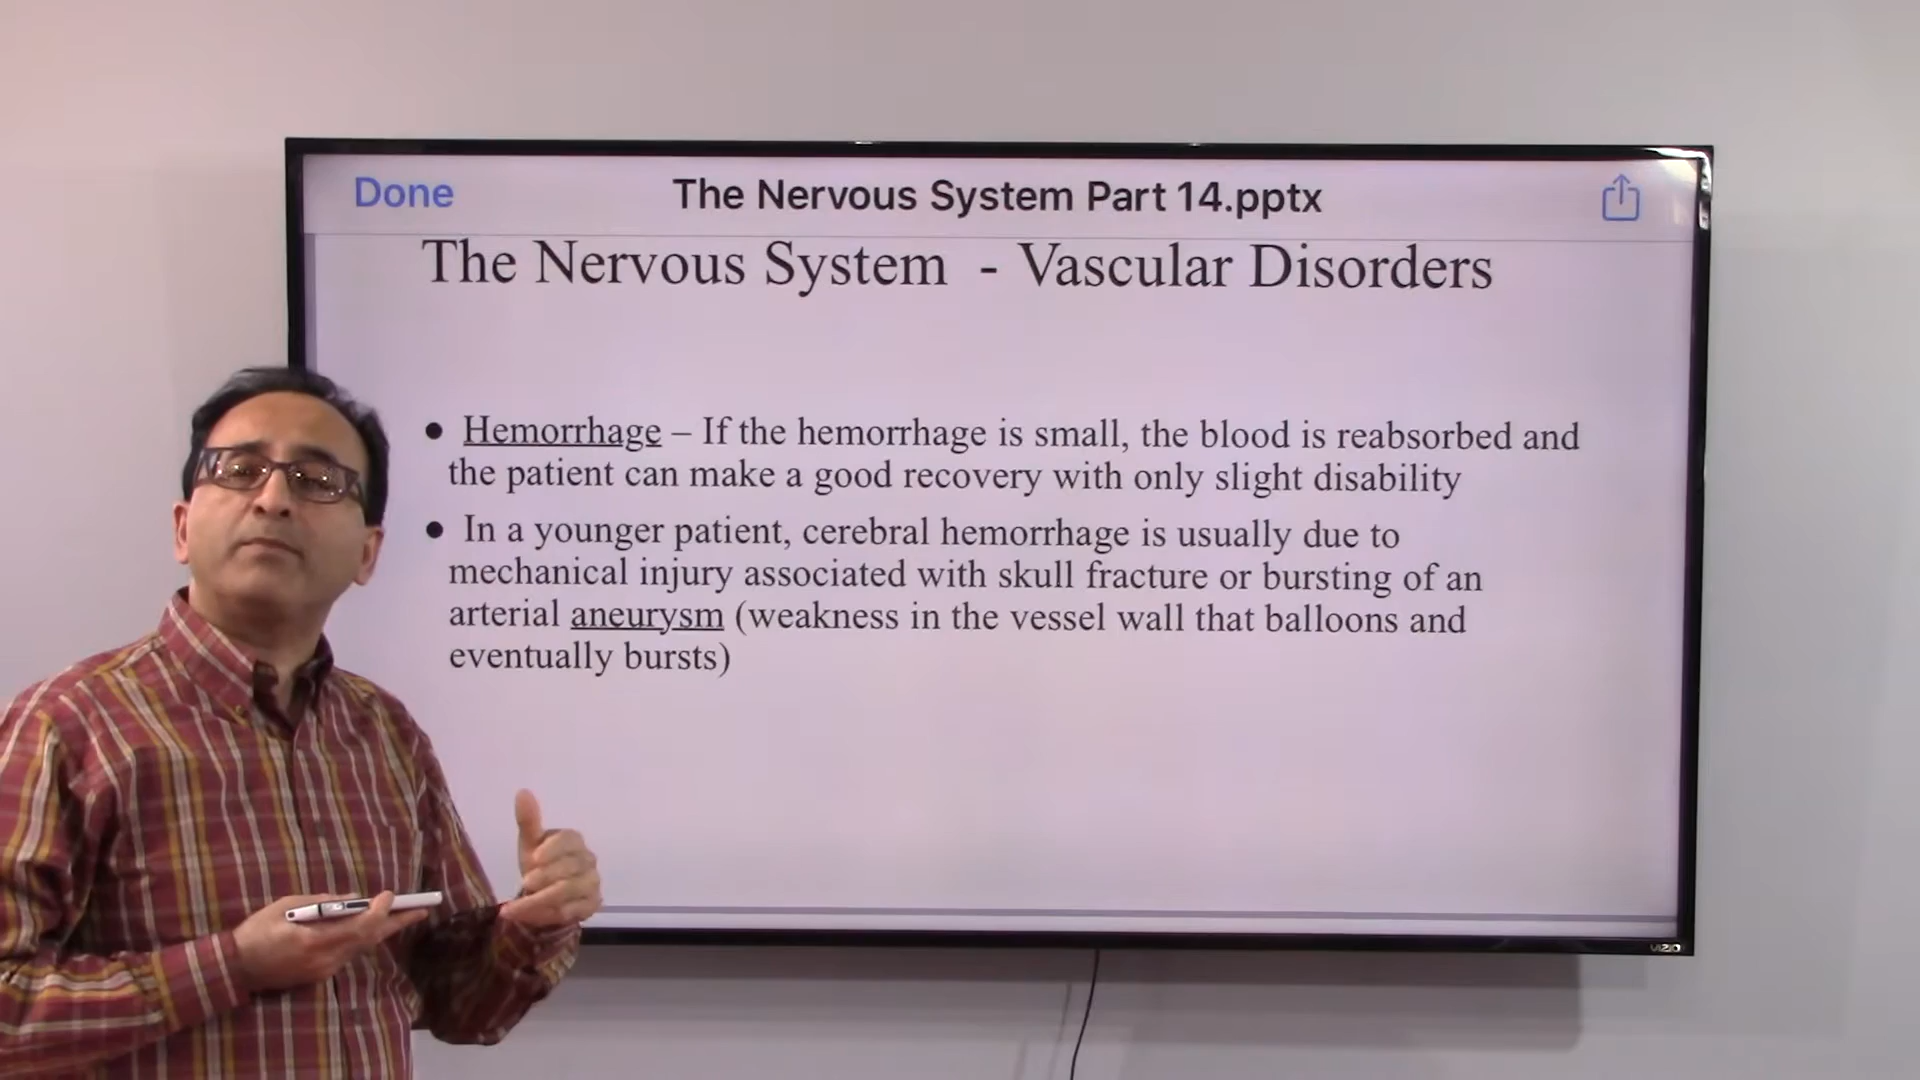 Done
The Nervous System Part 14.pptx
The Nervous System - Vascular Disorders
● Hemorrhage – If the hemorrhage is small, the blood is reabsorbed and
the patient can make a good recovery with only slight disability
● In a younger patient, cerebral hemorrhage is usually due to
mechanical injury associated with skull fracture or bursting of an
arterial aneurysm (weakness in the vessel wall that balloons and
eventually bursts)
VIZIO